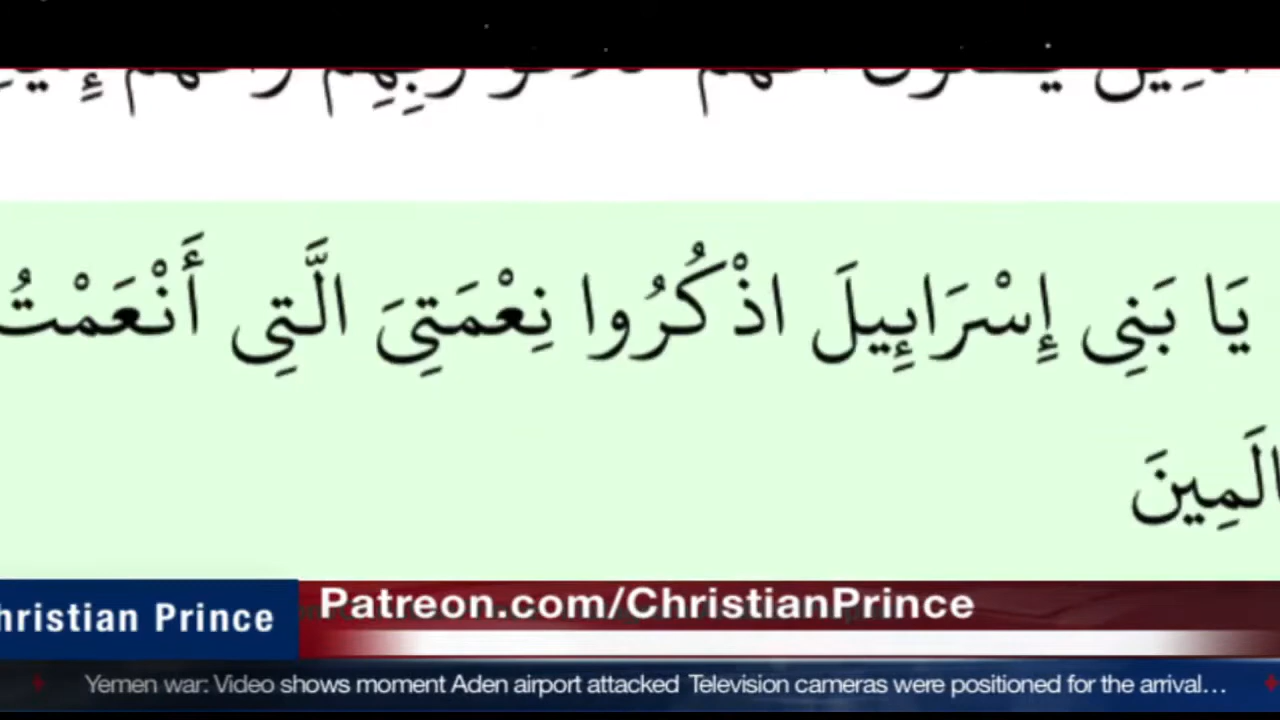 يَا بَنِى إِسْرَابِيلَ اذْكُرُوا نِعْمَتِىَ الَّتِى أَنْعَمْتُ
الَمِينَ
hristian Prince
Patreon.com/ChristianPrince
Yemen war: Video shows moment Aden airport attacked Television cameras were positioned for the arrival...